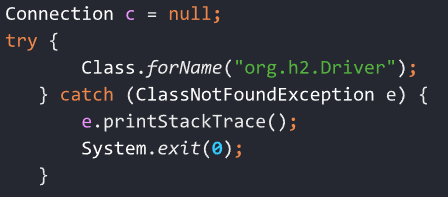 Connection c = null;
try {
        Class.forName("org.h2.Driver");
    } catch (ClassNotFoundException e) {
        e.printStackTrace();
        System.exit(0);
    }